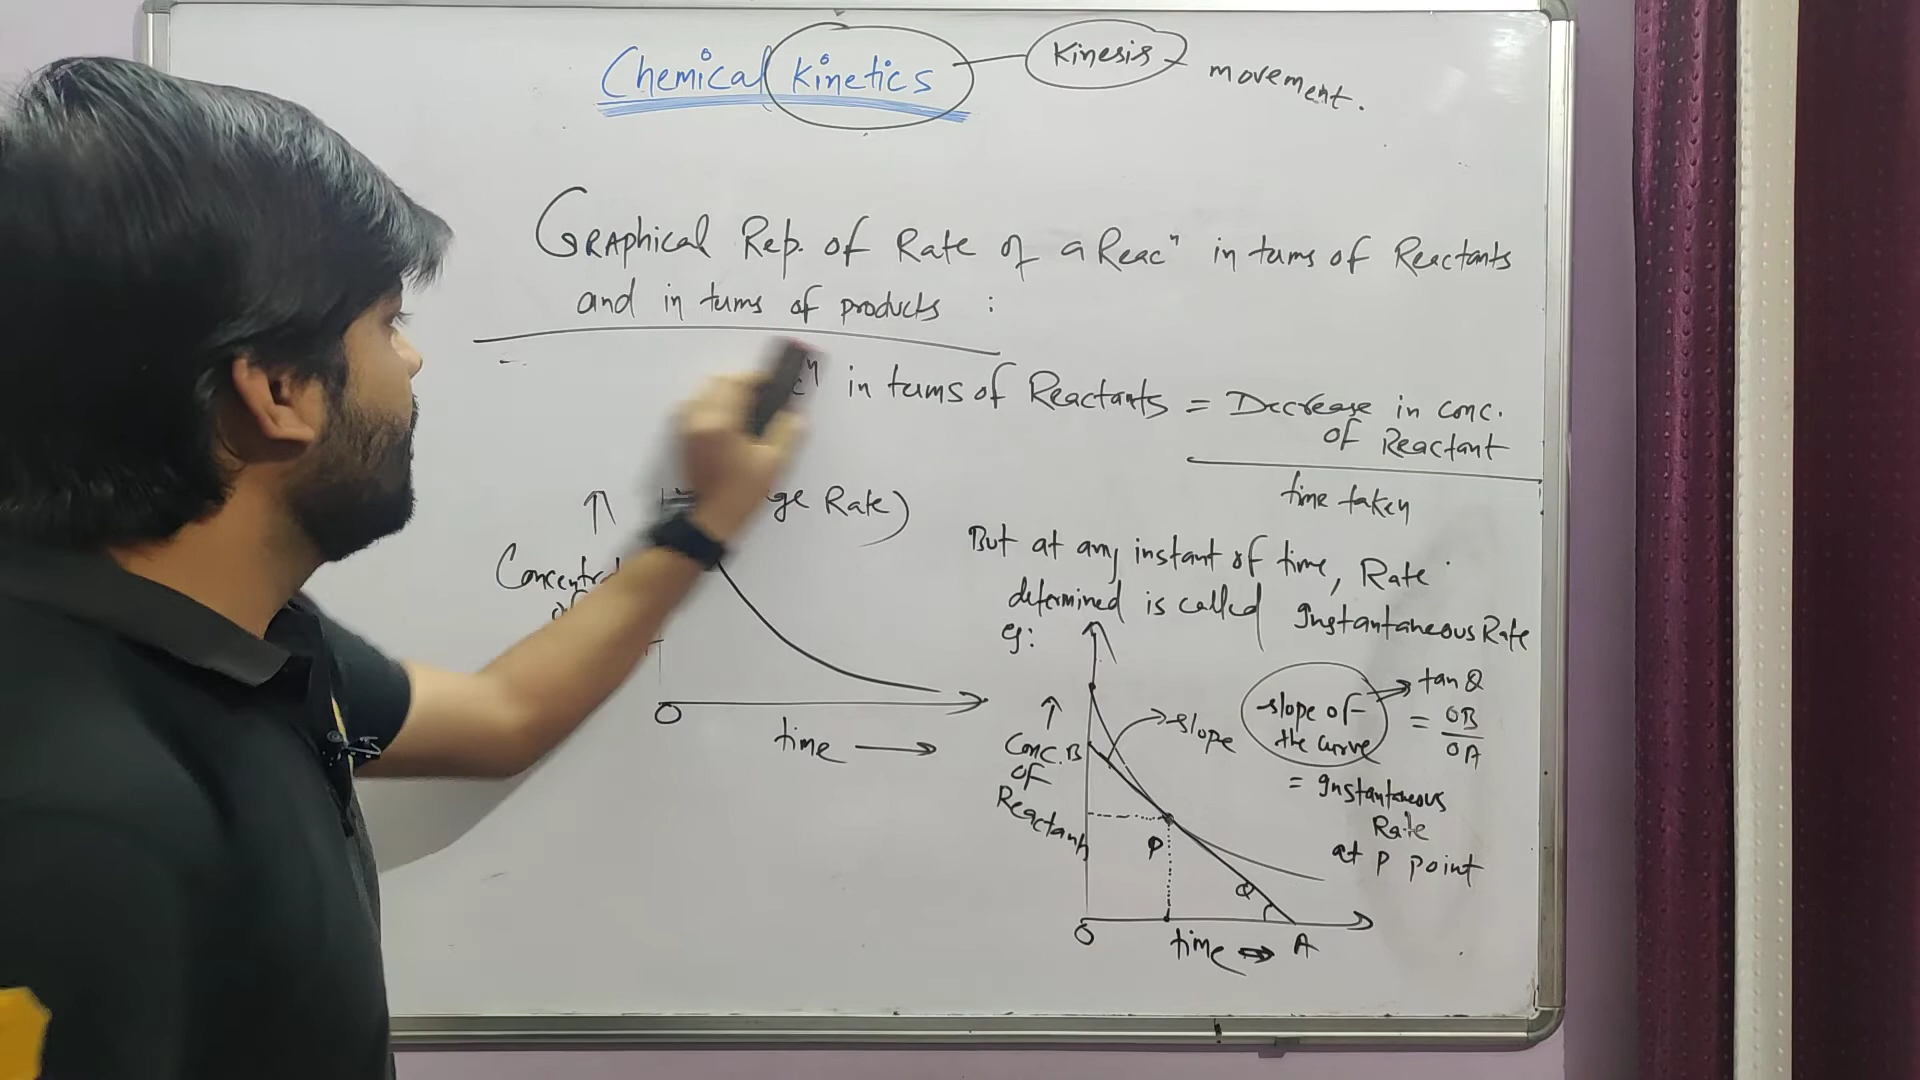 Chemical Kinetics
Kinesis
movement.
GRAphical Rep. of Rate of a Reacⁿ in terms of Reactants
and in terms of products :
in terms of Reactants = Decrease in conc.
of Reactant
time taken
Rate)
But at any instant of time, Rate
determined is called Instantaneous Rate
eg:
O
time
slope
Conc. B
of
Reactant
P
θ
O
time
A
slope of
the curve
tan θ
= OB
OA
= Instantaneous
Rate
at P point